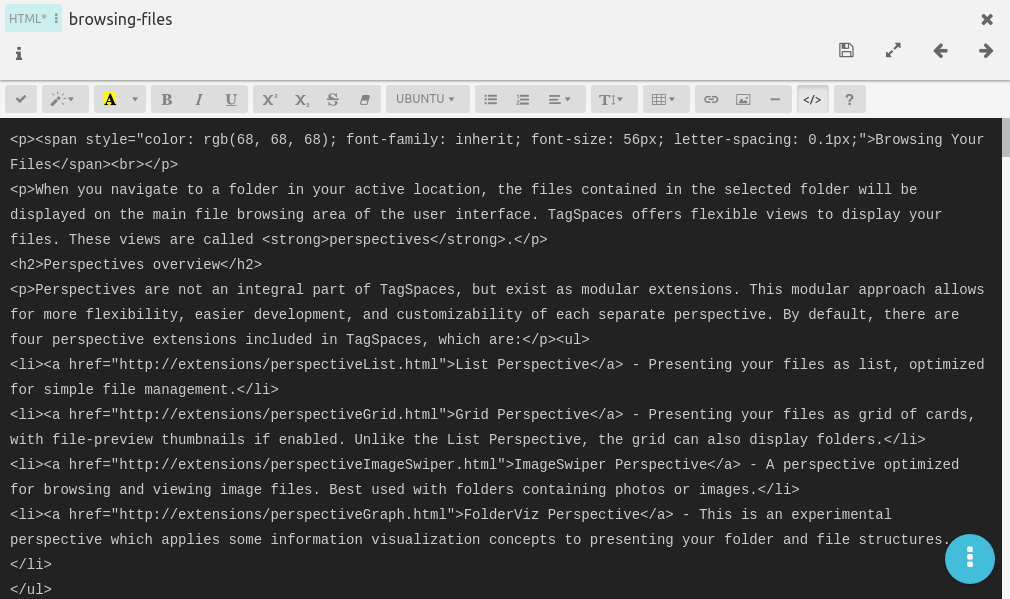 HTML* browsing-files
A B I U X² X₂ S UBUNTU T </> ?
<p><span style="color: rgb(68, 68, 68); font-family: inherit; font-size: 56px; letter-spacing: 0.1px;">Browsing Your
Files</span><br></p>
<p>When you navigate to a folder in your active location, the files contained in the selected folder will be
displayed on the main file browsing area of the user interface. TagSpaces offers flexible views to display your
files. These views are called <strong>perspectives</strong>.</p>
<h2>Perspectives overview</h2>
<p>Perspectives are not an integral part of TagSpaces, but exist as modular extensions. This modular approach allows
for more flexibility, easier development, and customizability of each separate perspective. By default, there are
four perspective extensions included in TagSpaces, which are:</p><ul>
<li><a href="http://extensions/perspectiveList.html">List Perspective</a> - Presenting your files as list, optimized
for simple file management.</li>
<li><a href="http://extensions/perspectiveGrid.html">Grid Perspective</a> - Presenting your files as grid of cards,
with file-preview thumbnails if enabled. Unlike the List Perspective, the grid can also display folders.</li>
<li><a href="http://extensions/perspectiveImageSwiper.html">ImageSwiper Perspective</a> - A perspective optimized
for browsing and viewing image files. Best used with folders containing photos or images.</li>
<li><a href="http://extensions/perspectiveGraph.html">FolderViz Perspective</a> - This is an experimental
perspective which applies some information visualization concepts to presenting your folder and file structures.
</li>
</ul>